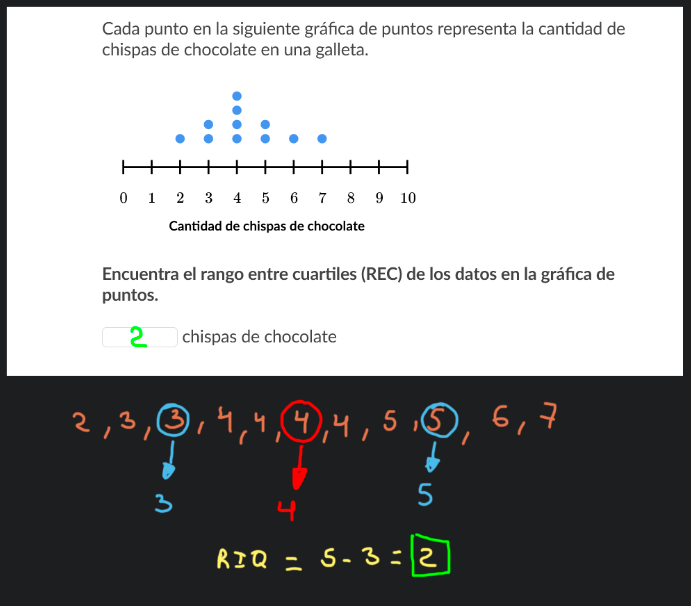 Cada punto en la siguiente gráfica de puntos representa la cantidad de
chispas de chocolate en una galleta.
0 1 2 3 4 5 6 7 8 9 10
Cantidad de chispas de chocolate
Encuentra el rango entre cuartiles (REC) de los datos en la gráfica de
puntos.
2 chispas de chocolate
2, 3, 3, 4, 4, 4, 4, 5, 5, 6, 7
3 4 5
RIQ = 5 - 3 = 2